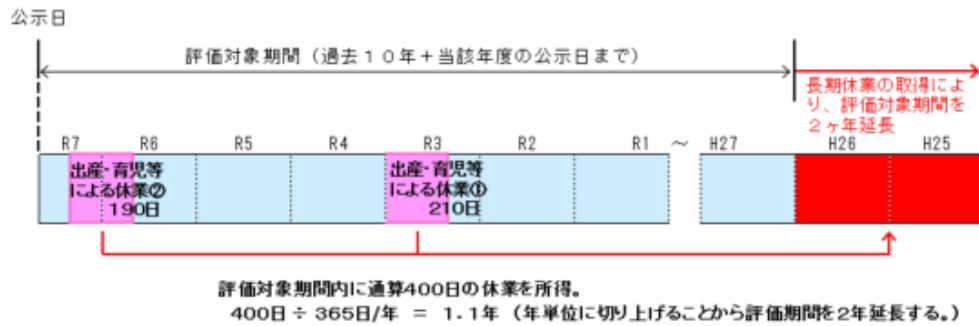 公示日
評価対象期間（過去１０年＋当該年度の公示日まで）
長期休業の取得によ
り、評価対象期間を
２ヶ年延長
R7 R6 R5 R4 R3 R2 R1 ～ H27 H26 H25
出産・育児等
による休業②
190日
出産・育児等
による休業①
210日
評価対象期間内に通算400日の休業を所得。
400日 ÷ 365日/年 ＝ 1.1年（年単位に切り上げることから評価期間を2年延長する。）